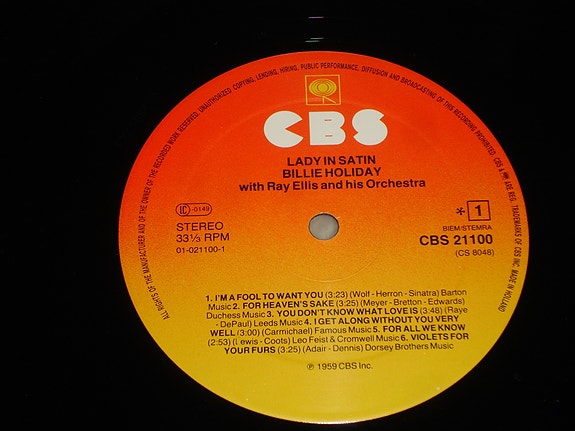 ALL RIGHTS OF THE MANUFACTURER AND OF THE OWNER OF THE RECORDED WORK RESERVED. UNAUTHORIZED COPYING, LENDING, HIRING, PUBLIC PERFORMANCE, DIFFUSION AND BROADCASTING OF THIS RECORDING PROHIBITED. CBS & ARE REG. TRADEMARKS OF CBS INC. MADE IN HOLLAND
CBS
LADY IN SATIN
BILLIE HOLIDAY
with Ray Ellis and his Orchestra
IC -0149
STEREO
33⅓ RPM
01-021100-1
* 1
BIEM/STEMRA
CBS 21100
(CS 8048)
1. I'M A FOOL TO WANT YOU (3:23) (Wolf - Herron - Sinatra) Barton
Music 2. FOR HEAVEN'S SAKE (3:25) (Meyer - Bretton - Edwards)
Duchess Music 3. YOU DON'T KNOW WHAT LOVE IS (3:48) (Raye
- DePaul) Leeds Music 4. I GET ALONG WITHOUT YOU VERY
WELL (3:00) (Carmichael) Famous Music 5. FOR ALL WE KNOW
(2:53) (Lewis - Coots) Leo Feist & Cromwell Music 6. VIOLETS FOR
YOUR FURS (3:25) (Adair - Dennis) Dorsey Brothers Music
℗ 1959 CBS Inc.